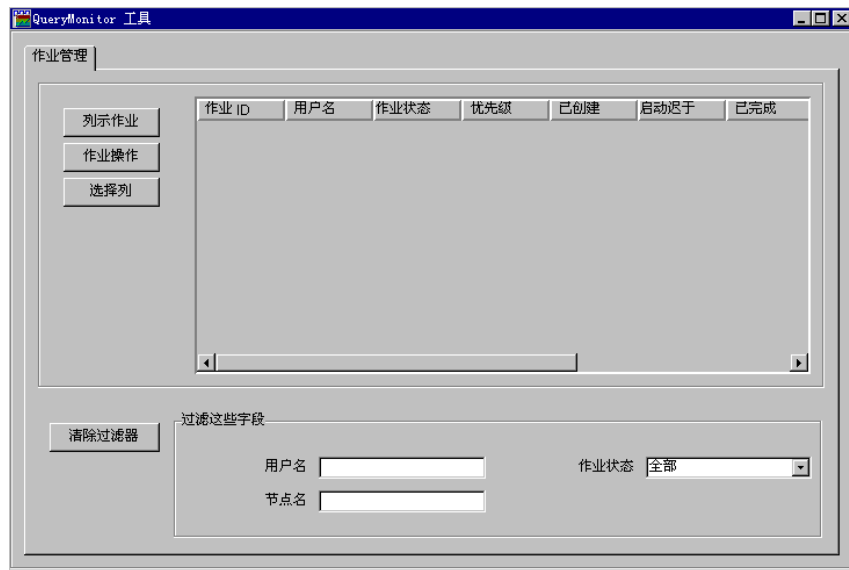 QueryMonitor 工具
作业管理
列示作业
作业操作
选择列
作业 ID 用户名 作业状态 优先级 已创建 启动迟于 已完成
清除过滤器
过滤这些字段
用户名
作业状态 全部
节点名